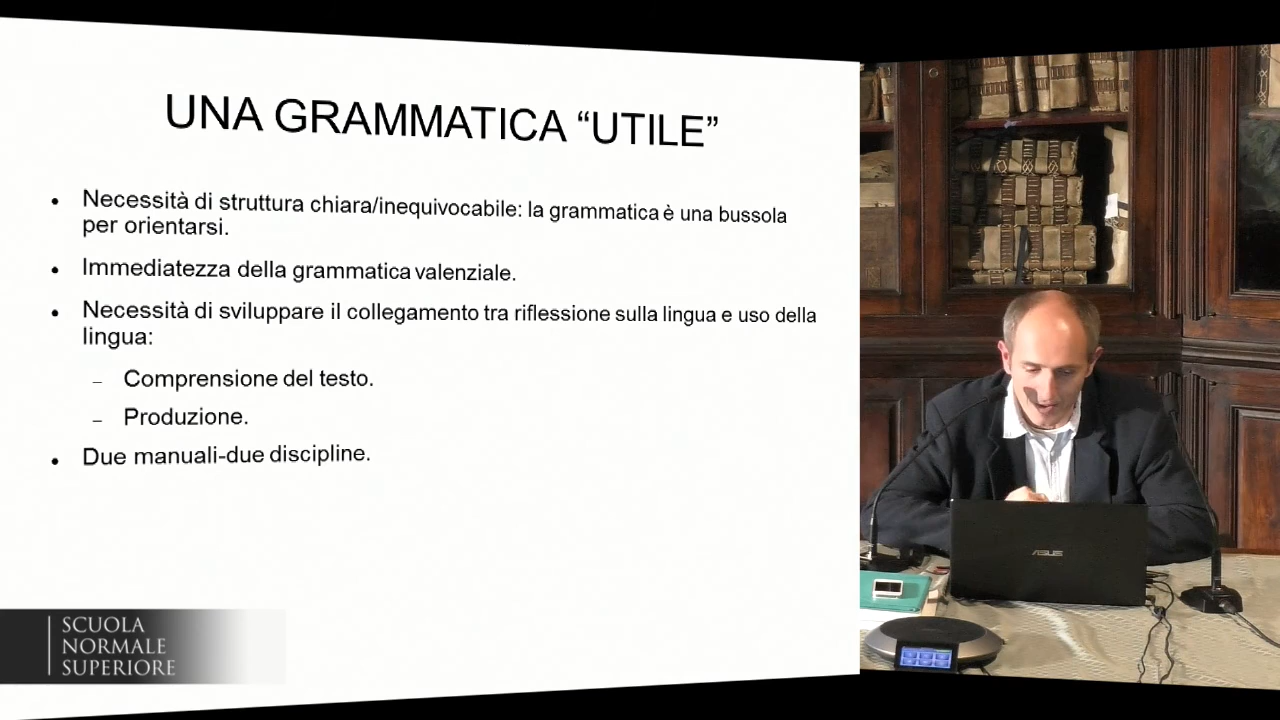 UNA GRAMMATICA “UTILE”
• Necessità di struttura chiara/inequivocabile: la grammatica è una bussola
per orientarsi.
• Immediatezza della grammatica valenziale.
• Necessità di sviluppare il collegamento tra riflessione sulla lingua e uso della
lingua:
– Comprensione del testo.
– Produzione.
• Due manuali-due discipline.
SCUOLA
NORMALE
SUPERIORE
ASUS